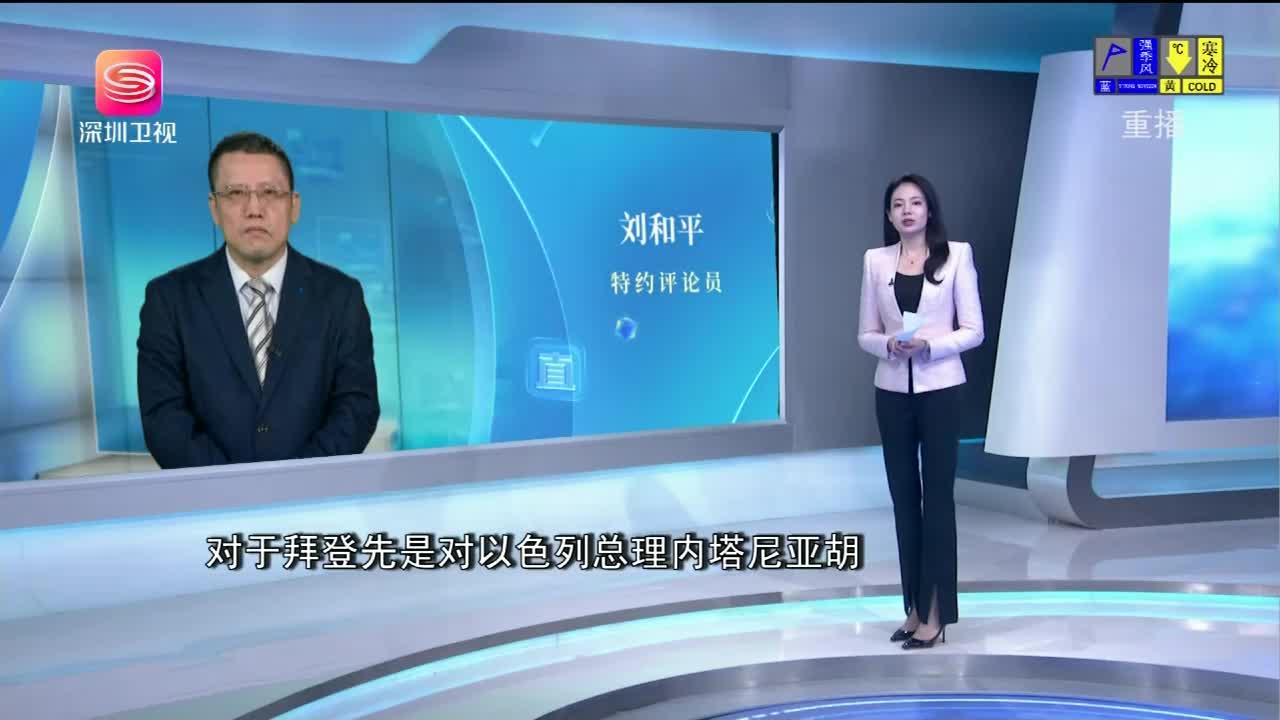 深圳卫视
强季风
蓝
℃
寒冷
黄
COLD
重播
刘和平
特约评论员
直
对于拜登先是对以色列总理内塔尼亚胡